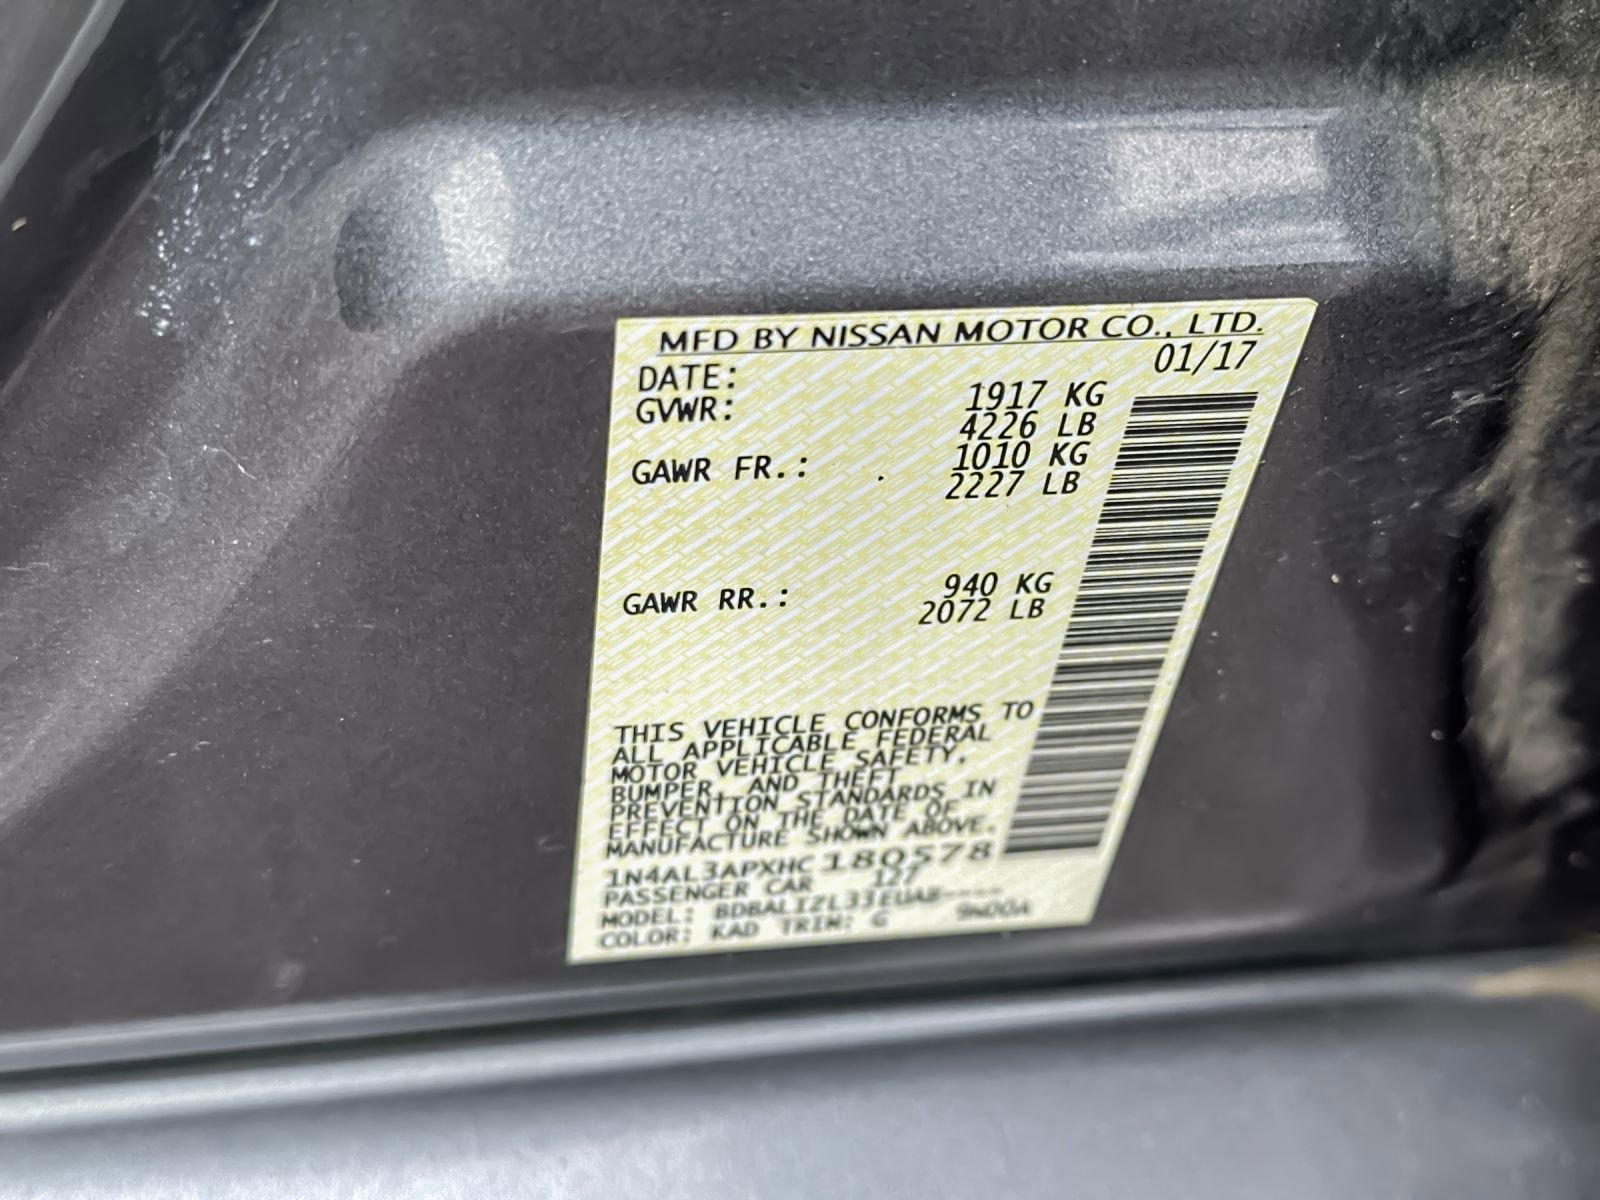 MFD BY NISSAN MOTOR CO., LTD.
DATE: 01/17
GVWR: 1917 KG
4226 LB
GAWR FR.: 1010 KG
2227 LB
GAWR RR.: 940 KG
2072 LB
THIS VEHICLE CONFORMS TO
ALL APPLICABLE FEDERAL
MOTOR VEHICLE SAFETY,
BUMPER, AND THEFT
PREVENTION STANDARDS IN
EFFECT ON THE DATE OF
MANUFACTURE SHOWN ABOVE.
1N4AL3APXHC180578
PASSENGER CAR 127
MODEL:
COLOR: KAD TRIM: G